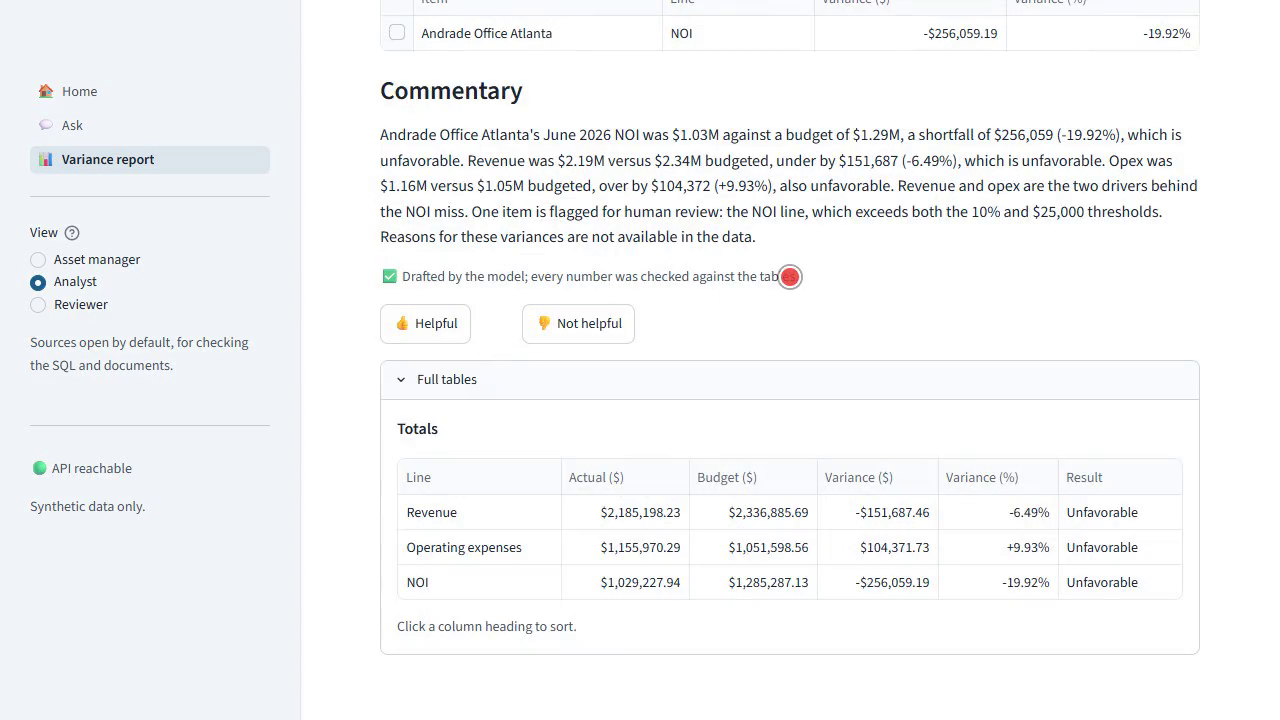 Item Line Variance ($) Variance (%)
Andrade Office Atlanta NOI -$256,059.19 -19.92%
Home
Ask
Variance report
View
Asset manager
Analyst
Reviewer
Sources open by default, for checking
the SQL and documents.
API reachable
Synthetic data only.
Commentary
Andrade Office Atlanta's June 2026 NOI was $1.03M against a budget of $1.29M, a shortfall of $256,059 (-19.92%), which is
unfavorable. Revenue was $2.19M versus $2.34M budgeted, under by $151,687 (-6.49%), which is unfavorable. Opex was
$1.16M versus $1.05M budgeted, over by $104,372 (+9.93%), also unfavorable. Revenue and opex are the two drivers behind
the NOI miss. One item is flagged for human review: the NOI line, which exceeds both the 10% and $25,000 thresholds.
Reasons for these variances are not available in the data.
Drafted by the model; every number was checked against the tables.
Helpful
Not helpful
Full tables
Totals
Line Actual ($) Budget ($) Variance ($) Variance (%) Result
Revenue $2,185,198.23 $2,336,885.69 -$151,687.46 -6.49% Unfavorable
Operating expenses $1,155,970.29 $1,051,598.56 $104,371.73 +9.93% Unfavorable
NOI $1,029,227.94 $1,285,287.13 -$256,059.19 -19.92% Unfavorable
Click a column heading to sort.